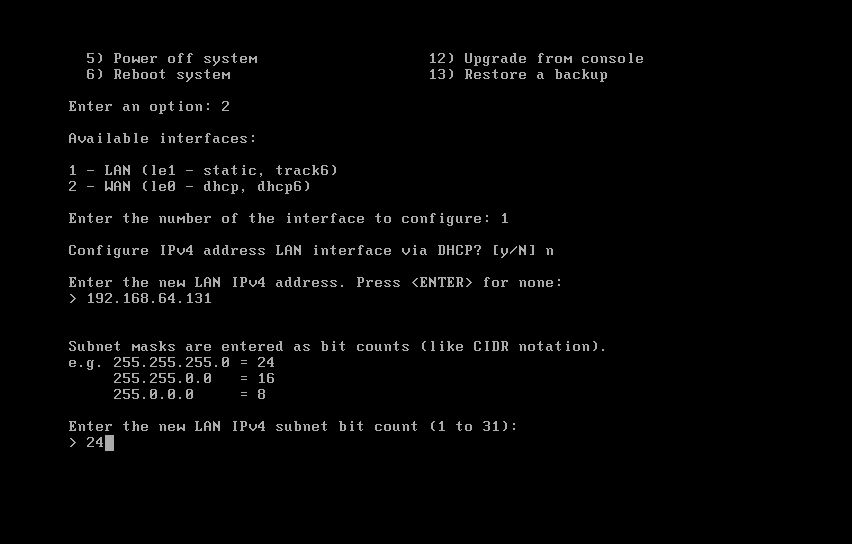 5) Power off system 12) Upgrade from console
6) Reboot system 13) Restore a backup
Enter an option: 2
Available interfaces:
1 - LAN (le1 - static, track6)
2 - WAN (le0 - dhcp, dhcp6)
Enter the number of the interface to configure: 1
Configure IPv4 address LAN interface via DHCP? [y/N] n
Enter the new LAN IPv4 address. Press <ENTER> for none:
> 192.168.64.131
Subnet masks are entered as bit counts (like CIDR notation).
e.g. 255.255.255.0 = 24
255.255.0.0 = 16
255.0.0.0 = 8
Enter the new LAN IPv4 subnet bit count (1 to 31):
> 24